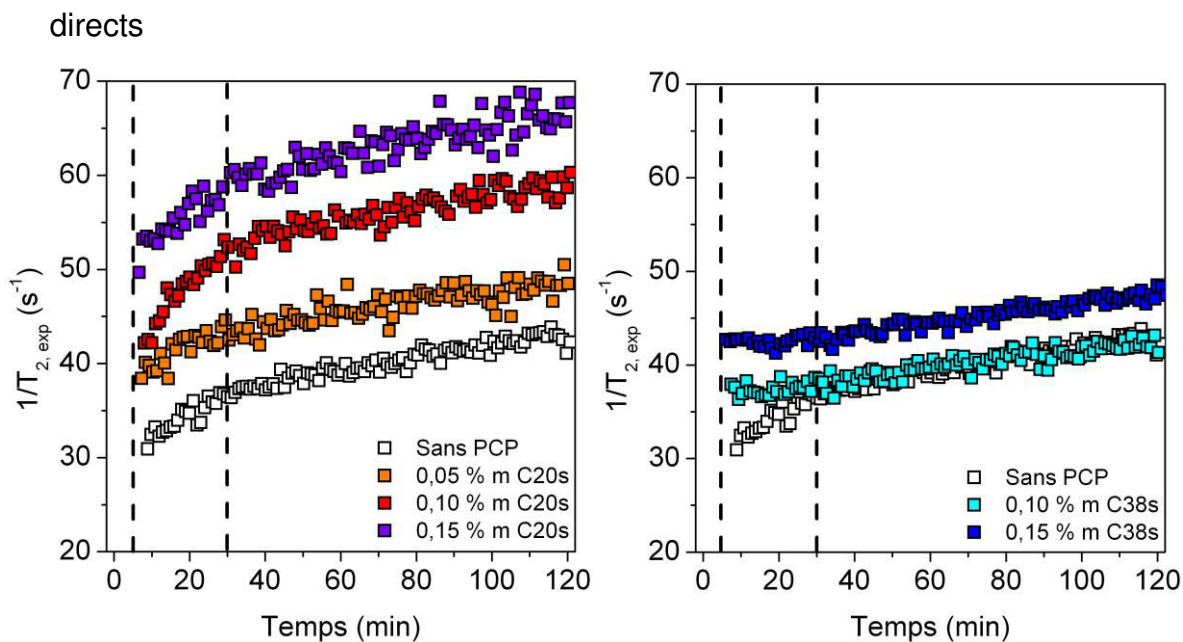 directs
70
60
50
40
30
20
1/T2, exp (s-1)
0 20 40 60 80 100 120
Temps (min)
Sans PCP
0,05 % m C20s
0,10 % m C20s
0,15 % m C20s
70
60
50
40
30
20
1/T2, exp (s-1)
0 20 40 60 80 100 120
Temps (min)
Sans PCP
0,10 % m C38s
0,15 % m C38s